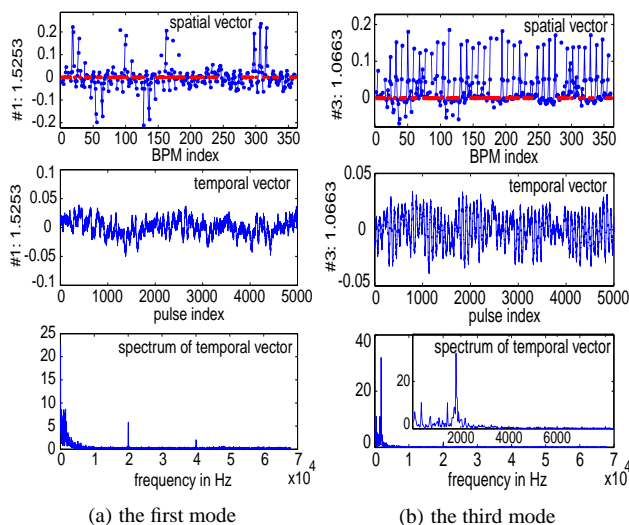 spatial vector
#1: 1.5253
0.2
0.1
0
-0.1
-0.2
0 50 100 150 200 250 300 350
BPM index
temporal vector
#1: 1.5253
0.1
0.05
0
-0.05
-0.1
0 1000 2000 3000 4000 5000
pulse index
spectrum of temporal vector
25
20
15
10
5
0
0 1 2 3 4 5 6 7
x10^4
frequency in Hz
(a) the first mode
spatial vector
#3: 1.0663
0.2
0.1
0
0 50 100 150 200 250 300 350
BPM index
temporal vector
#3: 1.0663
0.05
0
-0.05
0 1000 2000 3000 4000 5000
pulse index
spectrum of temporal vector
40
30
20
10
0
20
0
2000 4000 6000
0 1 2 3 4 5 6 7
x10^4
frequency in Hz
(b) the third mode